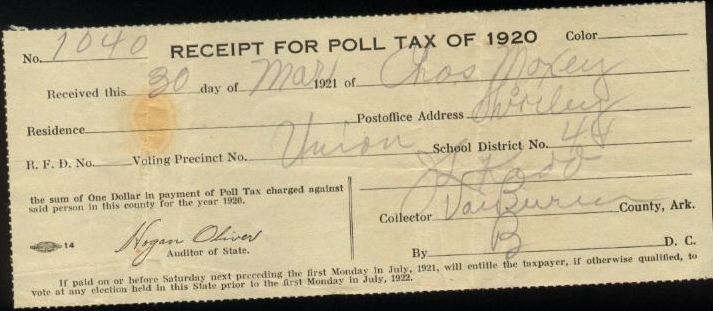 No. 1040 RECEIPT FOR POLL TAX OF 1920 Color
Received this 30 day of Mar 1921 of Chas Maxey
Residence Postoffice Address Shirley
R. F. D. No. Voting Precinct No. Union School District No. 44
the sum of One Dollar in payment of Poll Tax charged against
said person in this county for the year 1920.
Collector Van Buren County, Ark.
14 Hogan Oliver
Auditor of State.
By B D. C.
If paid on or before Saturday next preceding the first Monday in July, 1921, will entitle the taxpayer, if otherwise qualified, to
vote at any election held in this State prior to the first Monday in July, 1922.